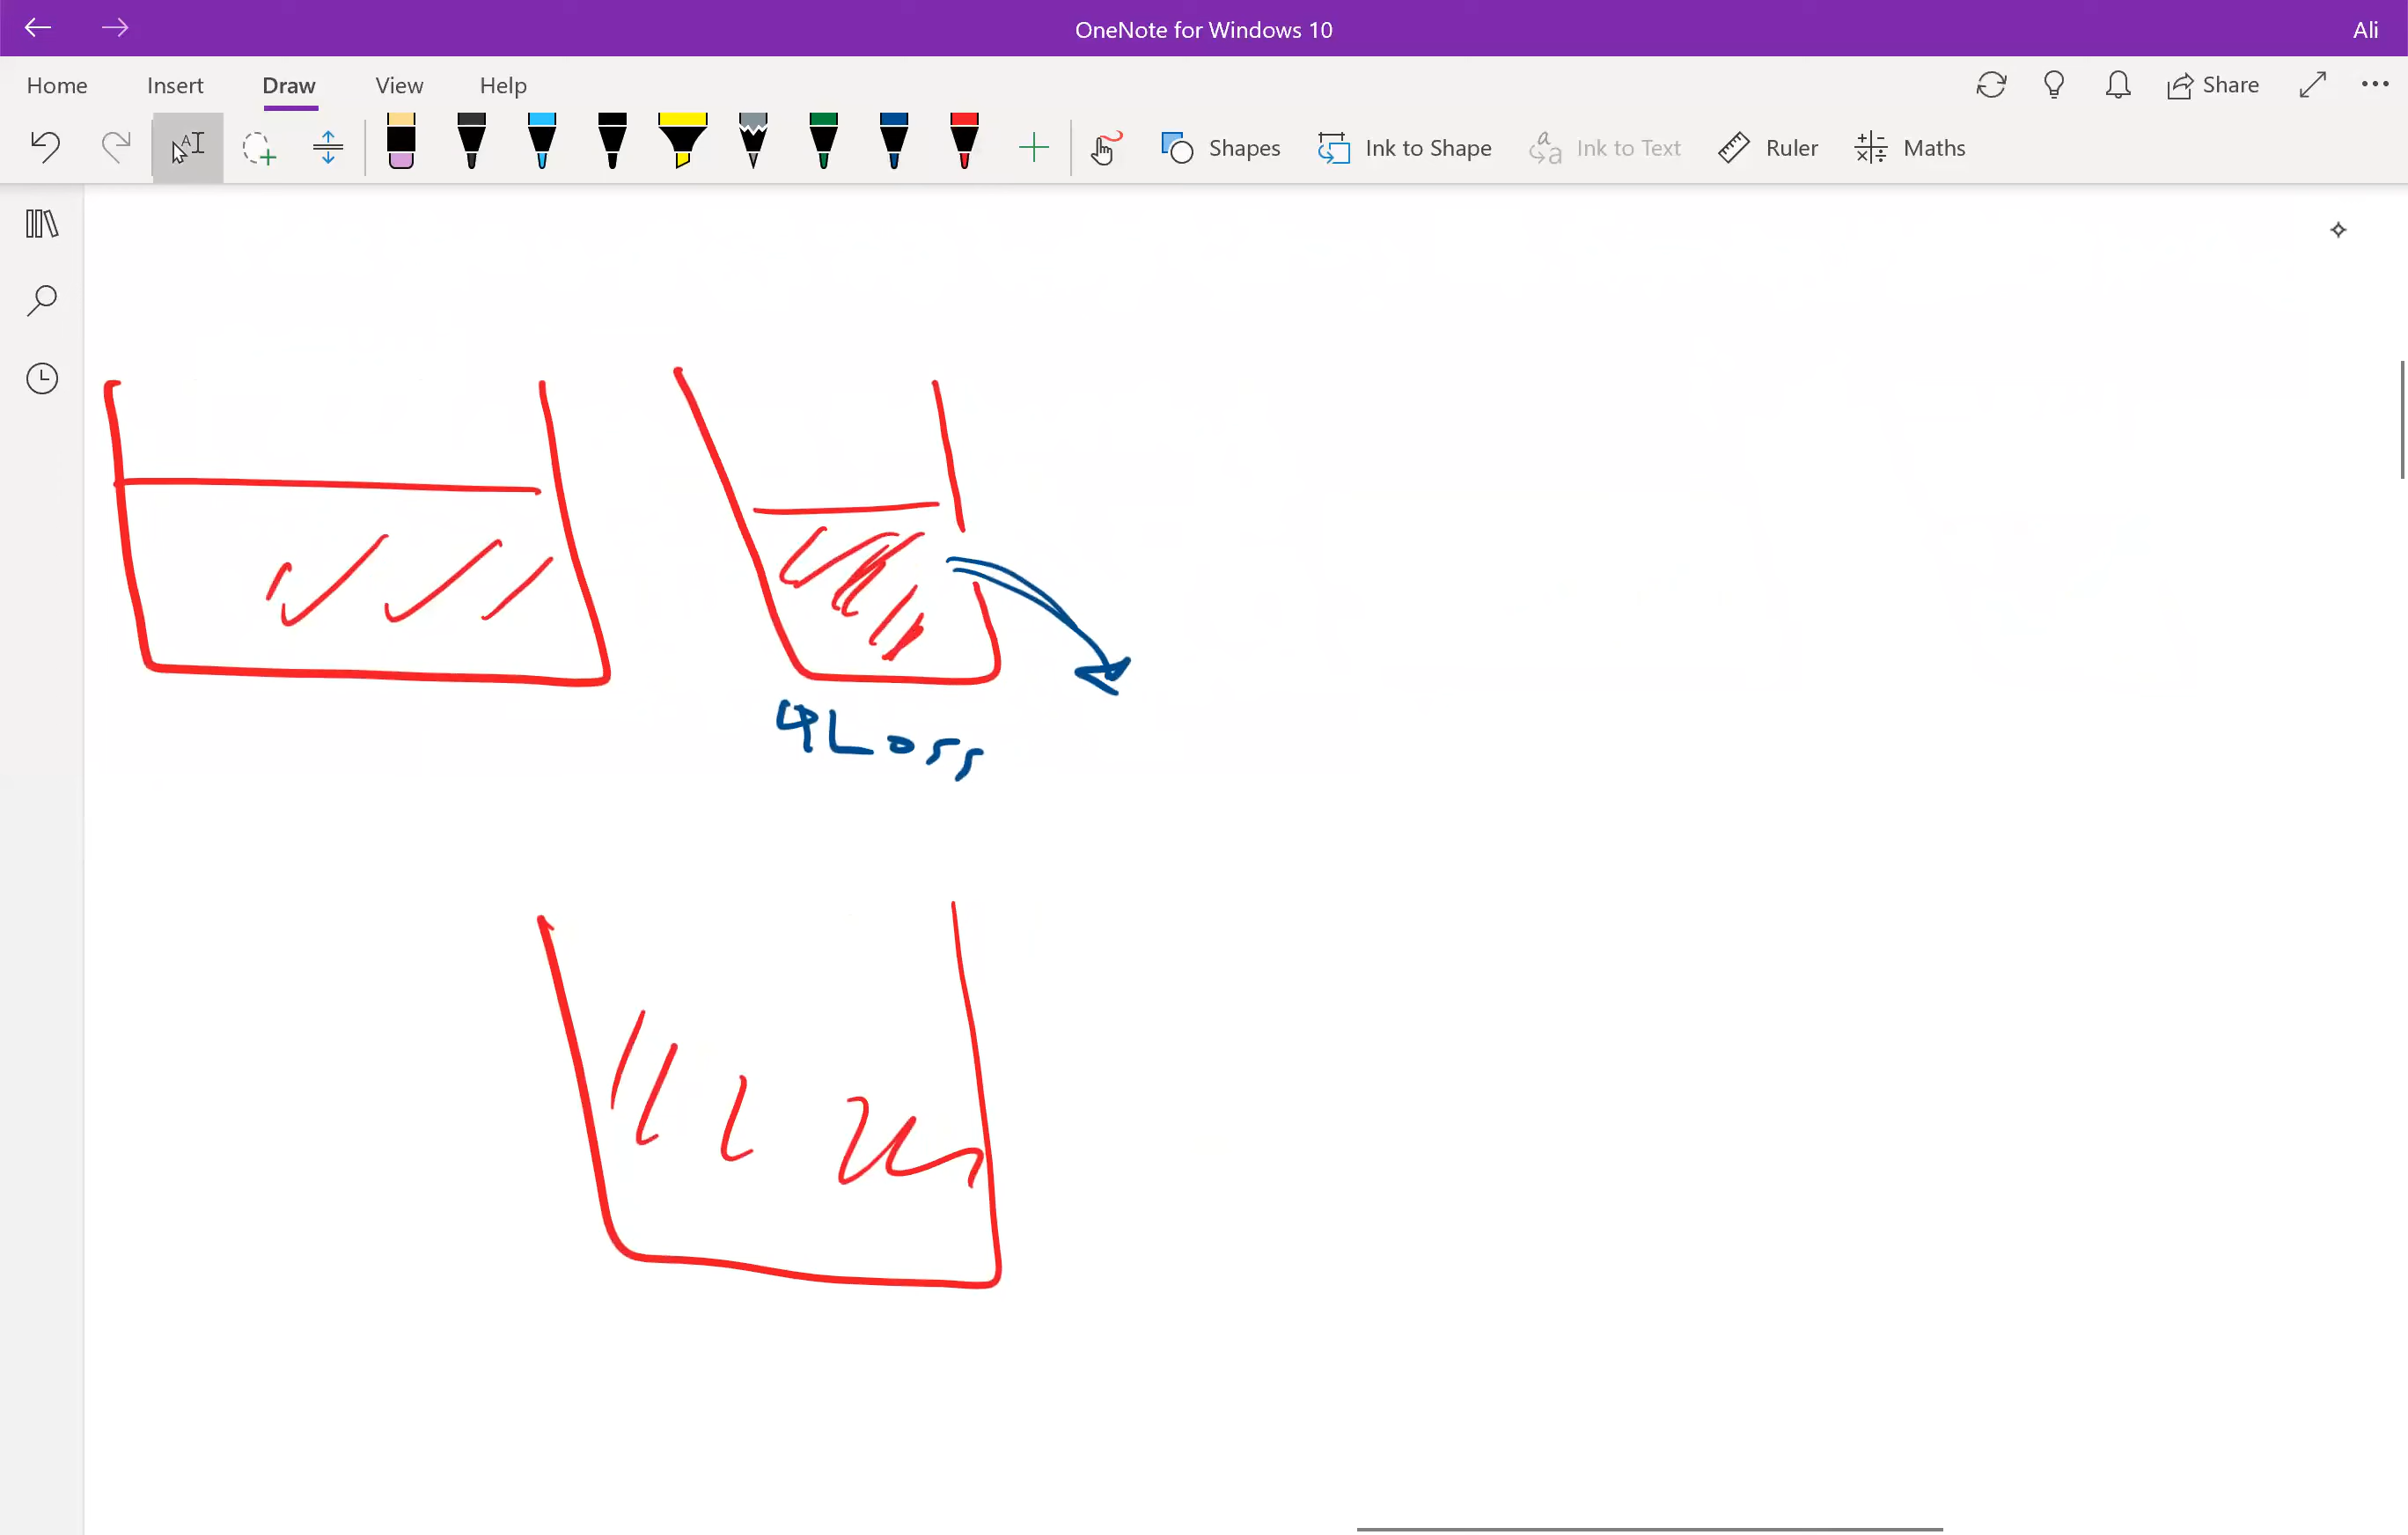 OneNote for Windows 10
Ali
Home Insert Draw View Help
Share
Shapes Ink to Shape Ink to Text Ruler Maths
4Loss